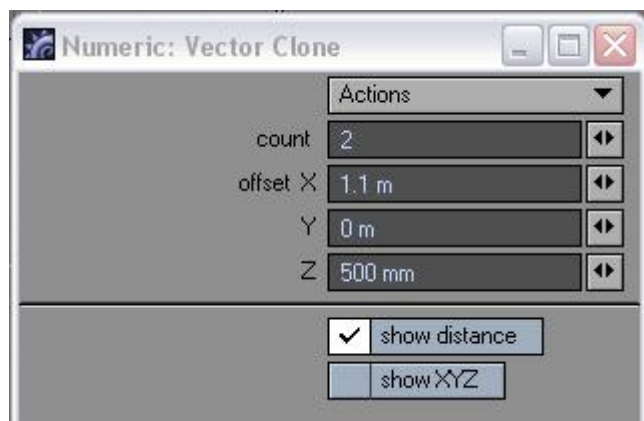 Numeric: Vector Clone
Actions
count 2
offset X 1.1 m
Y 0 m
Z 500 mm
show distance
show XYZ